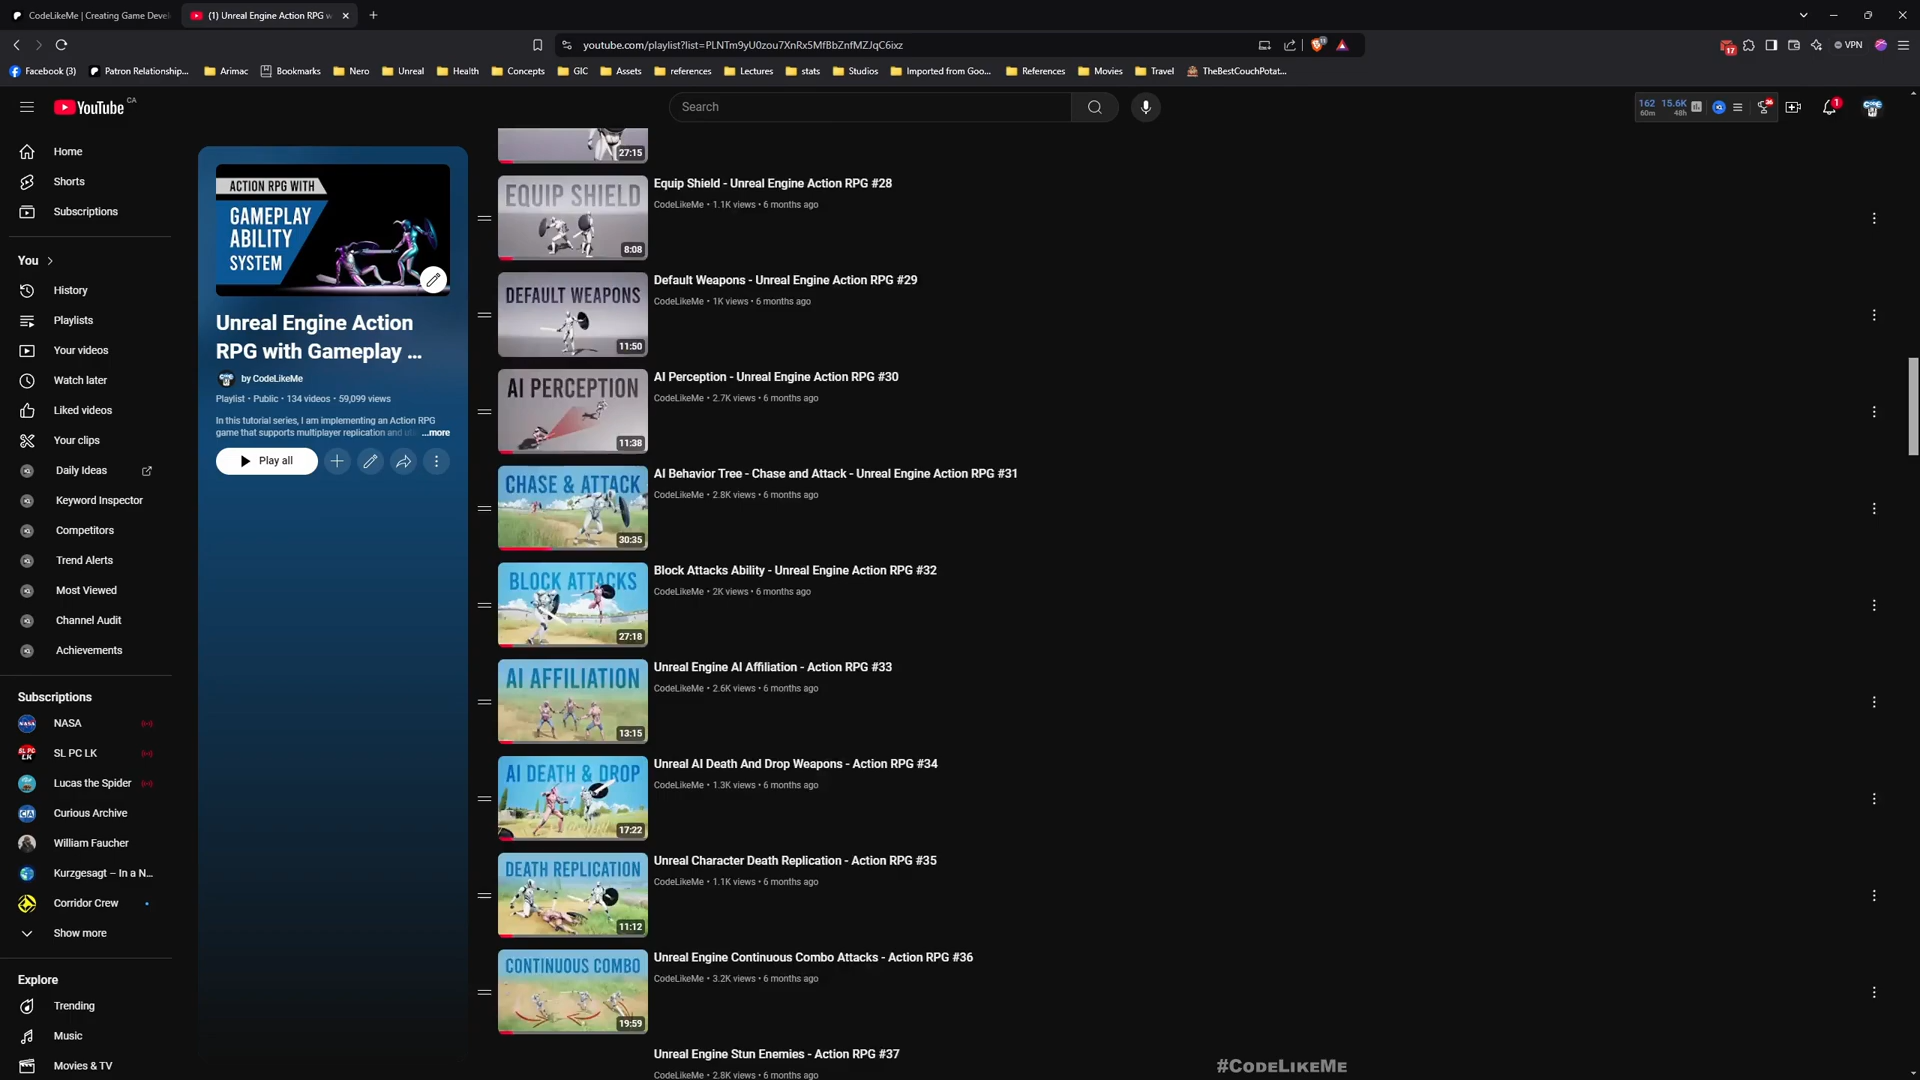 CodeLikeMe | Creating Game Devel
(1) Unreal Engine Action RPG w
youtube.com/playlist?list=PLNTm9yU0zou7XnRx5MfBbZnfMZJqC6ixz
VPN
Facebook (3)
Patron Relationship...
Arimac
Bookmarks
Nero
Unreal
Health
Concepts
GIC
Assets
references
Lectures
stats
Studios
Imported from Goo...
References
Movies
Travel
TheBestCouchPotat...
YouTube CA
Search
162 15.6K
60m 48h
Home
Shorts
Subscriptions
You
History
Playlists
Your videos
Watch later
Liked videos
Your clips
Daily Ideas
Keyword Inspector
Competitors
Trend Alerts
Most Viewed
Channel Audit
Achievements
Subscriptions
NASA
SL PC LK
Lucas the Spider
Curious Archive
William Faucher
Kurzgesagt – In a N...
Corridor Crew
Show more
Explore
Trending
Music
Movies & TV
ACTION RPG WITH
GAMEPLAY
ABILITY
SYSTEM
Unreal Engine Action
RPG with Gameplay ...
by CodeLikeMe
Playlist • Public • 134 videos • 59,099 views
In this tutorial series, I am implementing an Action RPG
game that supports multiplayer replication and
...more
Play all
27:15
EQUIP SHIELD
8:08
Equip Shield - Unreal Engine Action RPG #28
CodeLikeMe • 1.1K views • 6 months ago
DEFAULT WEAPONS
11:50
Default Weapons - Unreal Engine Action RPG #29
CodeLikeMe • 1K views • 6 months ago
AI PERCEPTION
11:38
AI Perception - Unreal Engine Action RPG #30
CodeLikeMe • 2.7K views • 6 months ago
CHASE & ATTACK
30:35
AI Behavior Tree - Chase and Attack - Unreal Engine Action RPG #31
CodeLikeMe • 2.8K views • 6 months ago
BLOCK ATTACKS
27:18
Block Attacks Ability - Unreal Engine Action RPG #32
CodeLikeMe • 2K views • 6 months ago
AI AFFILIATION
13:15
Unreal Engine AI Affiliation - Action RPG #33
CodeLikeMe • 2.6K views • 6 months ago
AI DEATH & DROP
17:22
Unreal AI Death And Drop Weapons - Action RPG #34
CodeLikeMe • 1.3K views • 6 months ago
DEATH REPLICATION
11:12
Unreal Character Death Replication - Action RPG #35
CodeLikeMe • 1.1K views • 6 months ago
CONTINUOUS COMBO
19:59
Unreal Engine Continuous Combo Attacks - Action RPG #36
CodeLikeMe • 3.2K views • 6 months ago
Unreal Engine Stun Enemies - Action RPG #37
CodeLikeMe • 2.8K views • 6 months ago
#CodeLikeMe